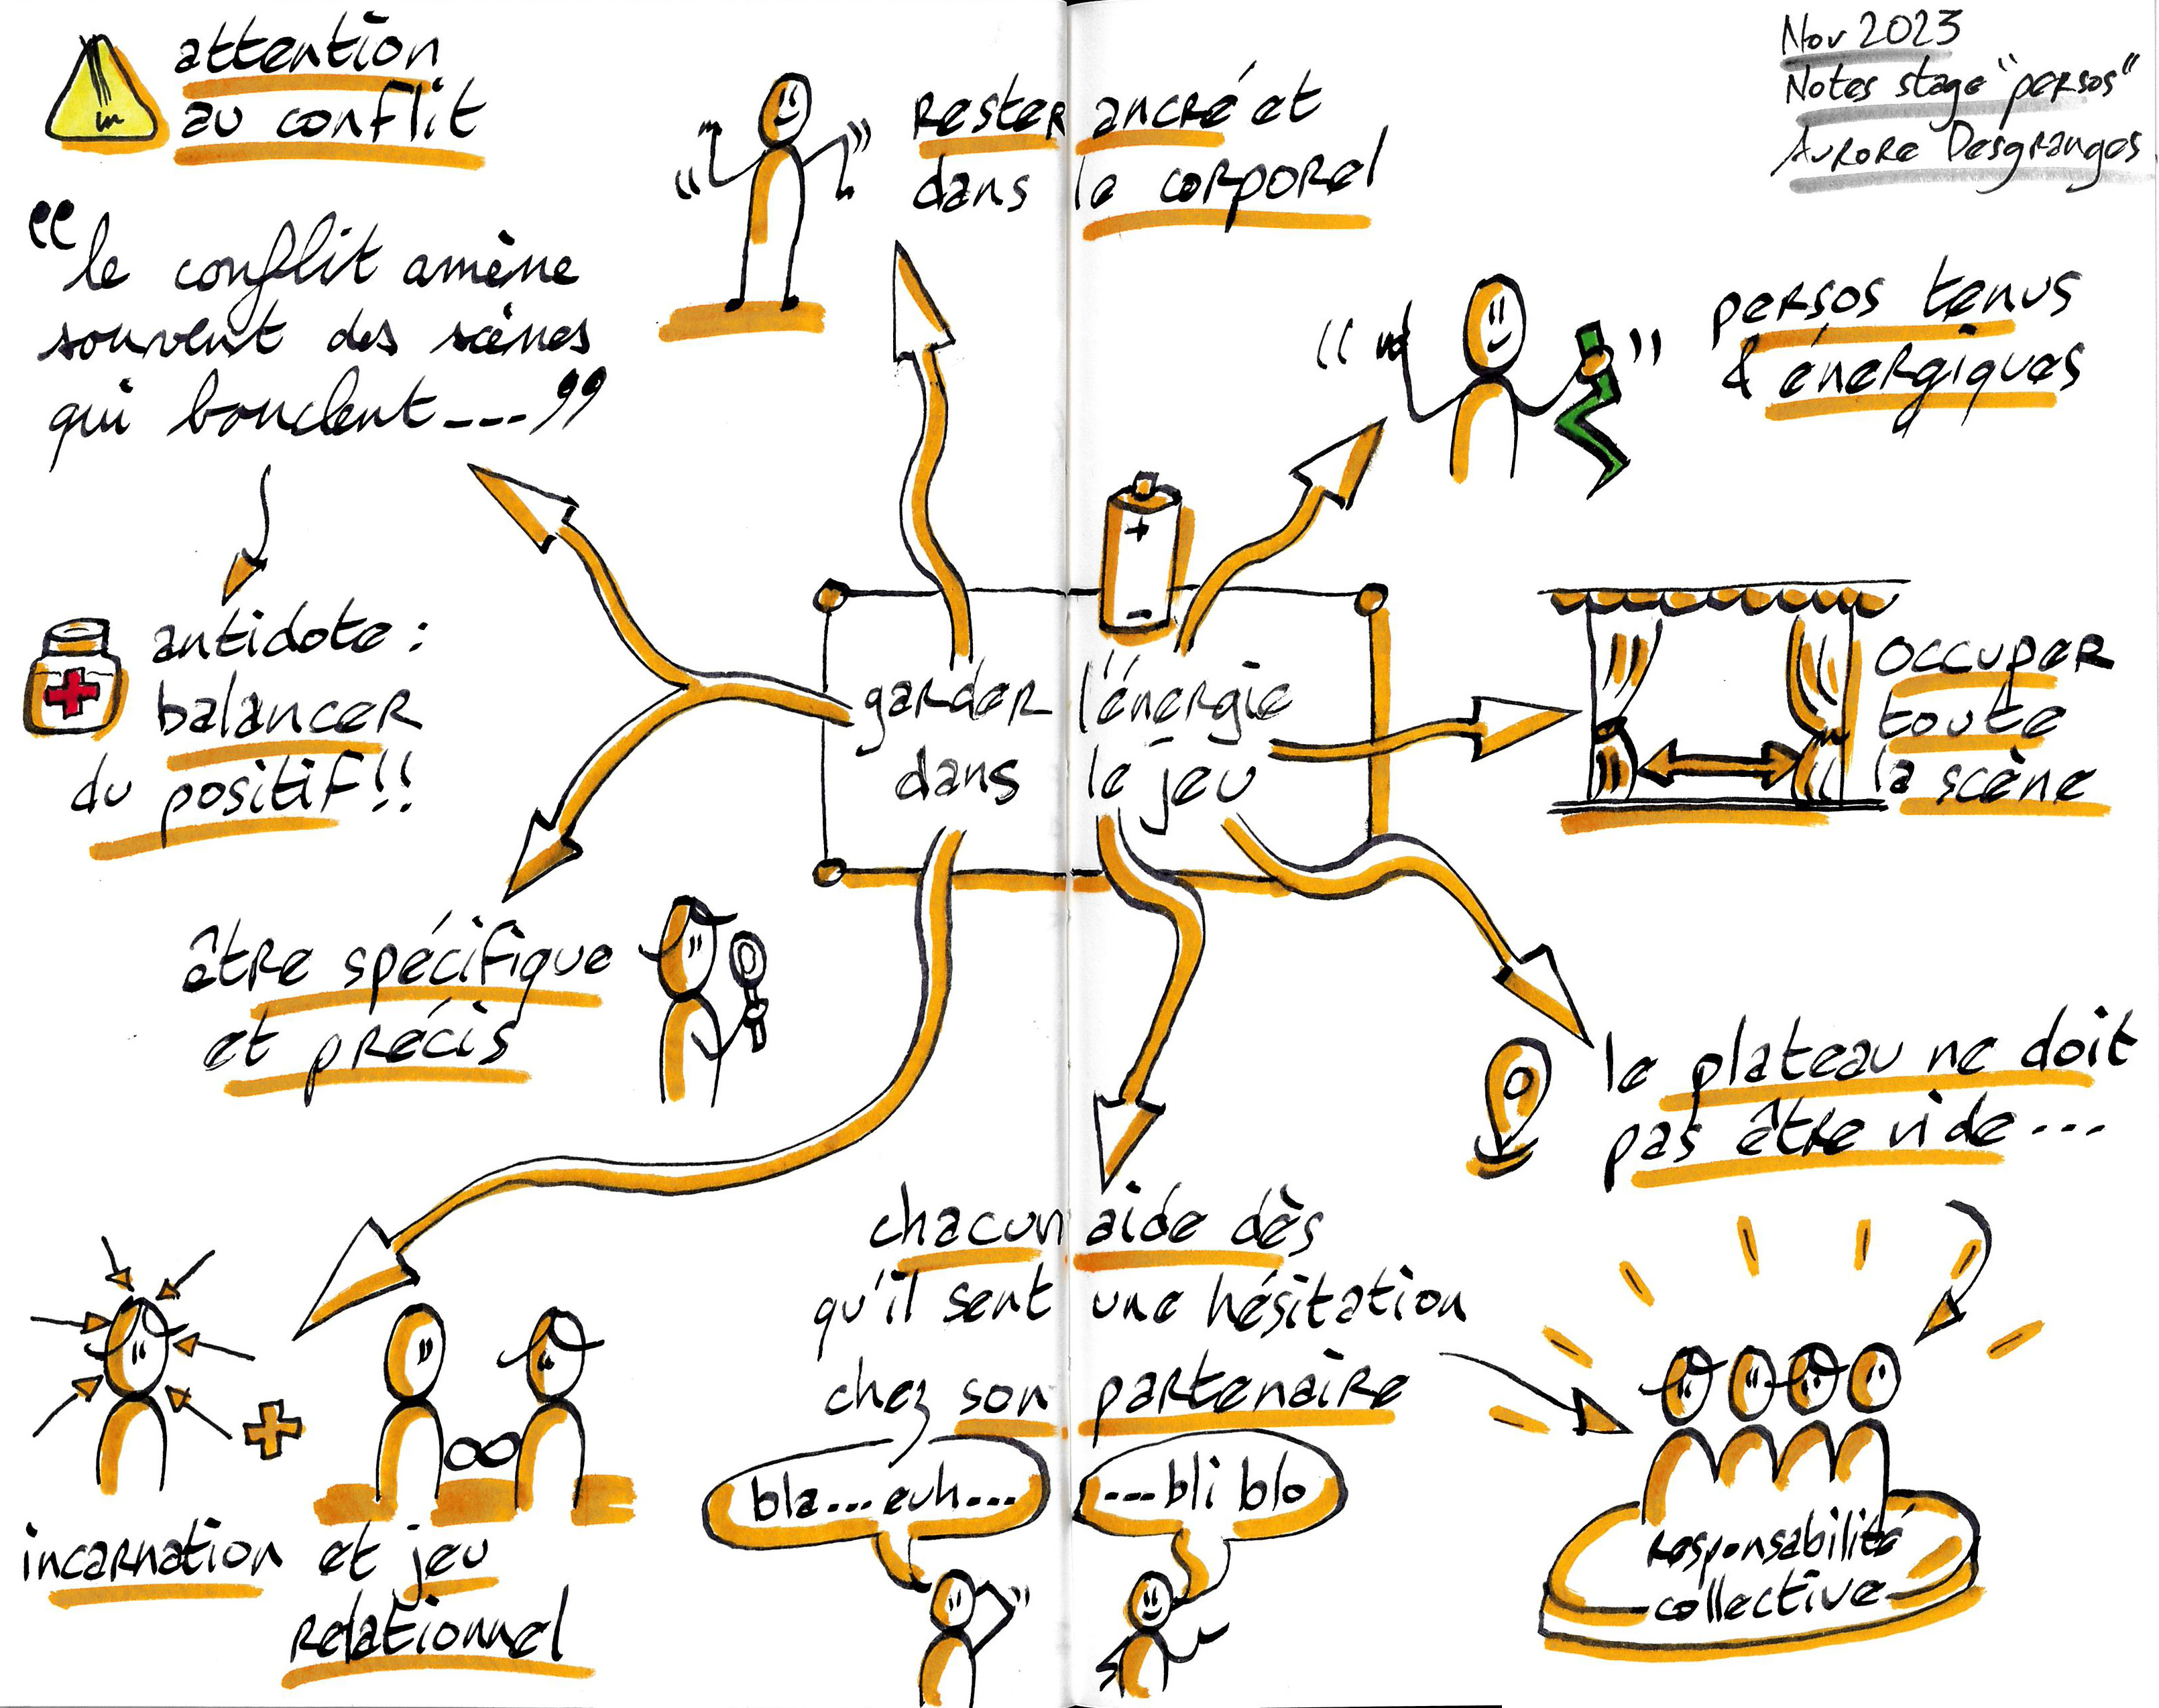 attention
au conflit
“le conflit amène
souvent des scènes
qui bouclent---”
antidote :
balancer
du positif!!
rester ancré et
dans le corporel
Nov 2023
Notes stage "persos"
Aurore Desgranges
persos tenus
& énergiques
garder l'énergie
dans le jeu
+
-
occuper
toute
la scène
être spécifique
et précis
le plateau ne doit
pas être vide...
chacun aide dès
qu'il sent une hésitation
chez son partenaire
bla...euh...
---bli blo
incarnation et jeu
relationnel
responsabilité
collective